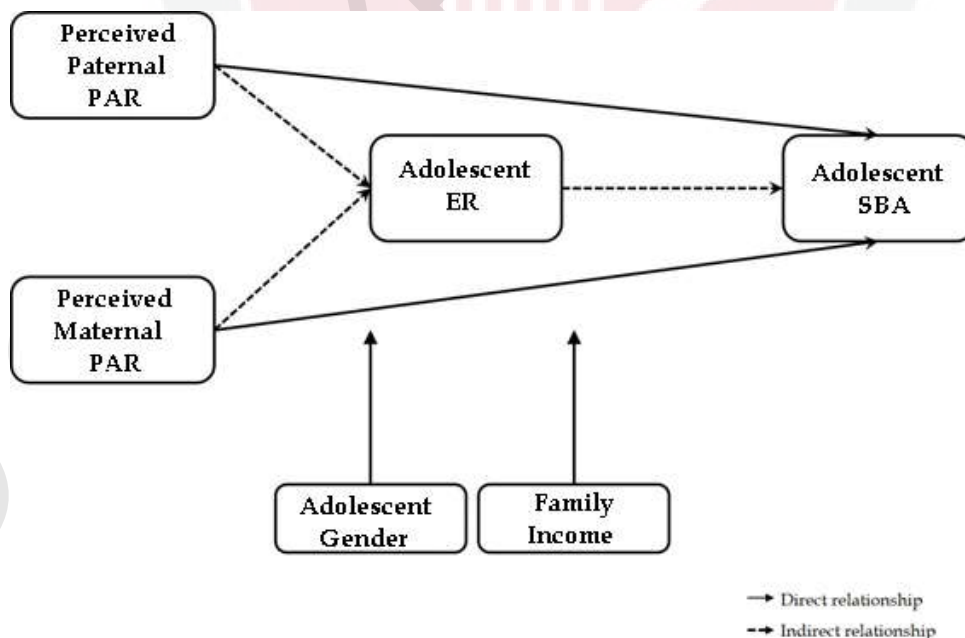 Perceived
Paternal
PAR
Adolescent
ER
Adolescent
SBA
Perceived
Maternal
PAR
Adolescent
Gender
Family
Income
Direct relationship
Indirect relationship